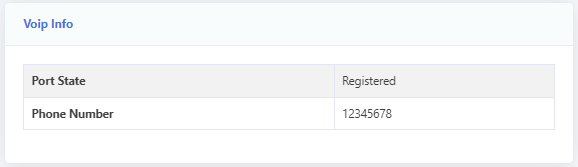 Voip Info
Port State Registered
Phone Number 12345678